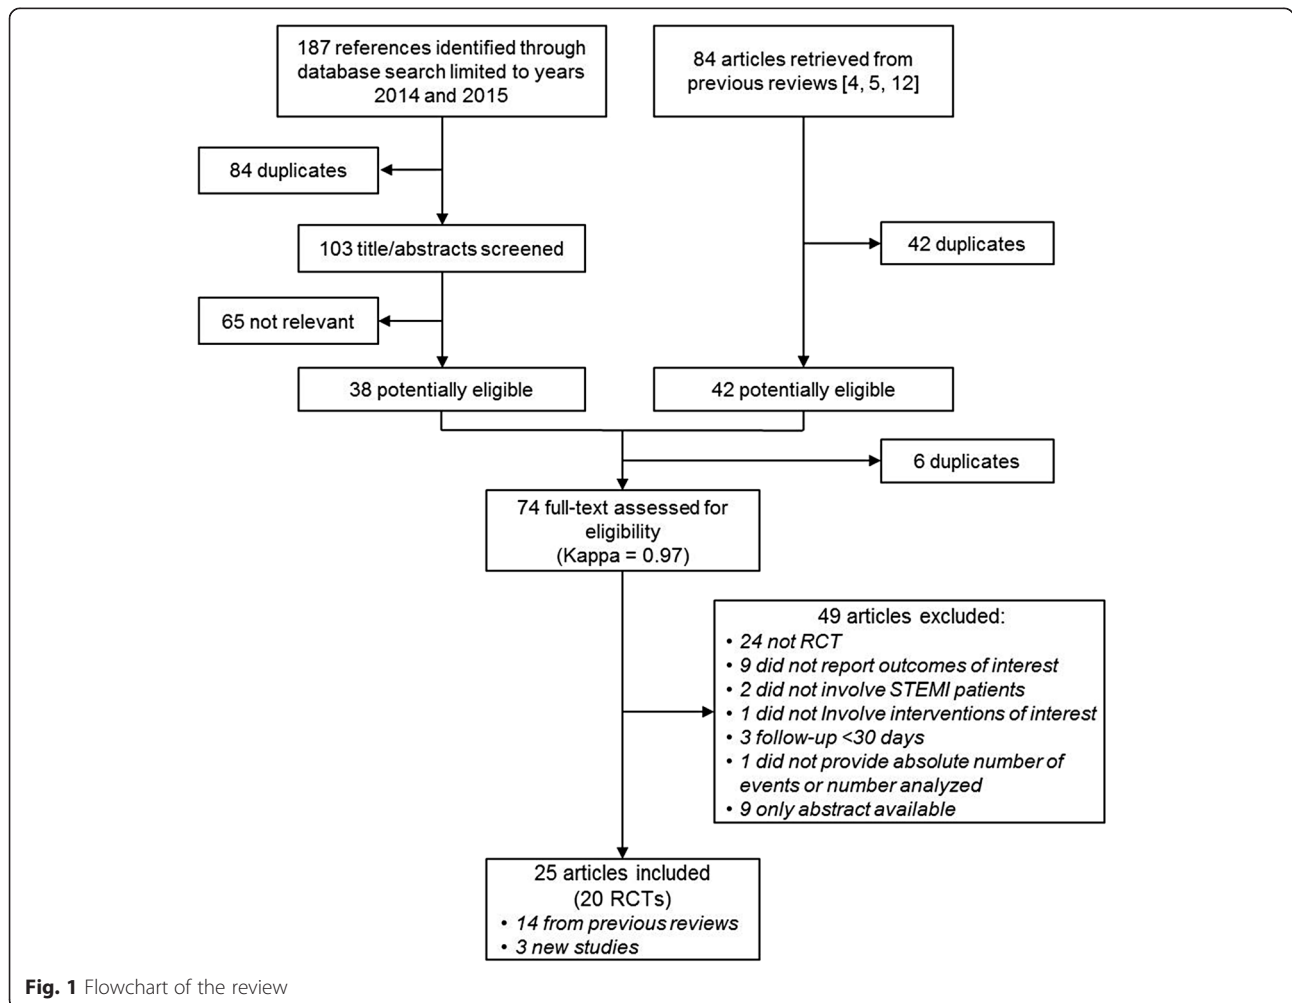 187 references identified through
database search limited to years
2014 and 2015
84 articles retrieved from
previous reviews [4, 5, 12]
84 duplicates
103 title/abstracts screened
42 duplicates
65 not relevant
38 potentially eligible
42 potentially eligible
6 duplicates
74 full-text assessed for
eligibility
(Kappa = 0.97)
49 articles excluded:
• 24 not RCT
• 9 did not report outcomes of interest
• 2 did not involve STEMI patients
• 1 did not Involve interventions of interest
• 3 follow-up <30 days
• 1 did not provide absolute number of
events or number analyzed
• 9 only abstract available
25 articles included
(20 RCTs)
• 14 from previous reviews
• 3 new studies
Fig. 1 Flowchart of the review